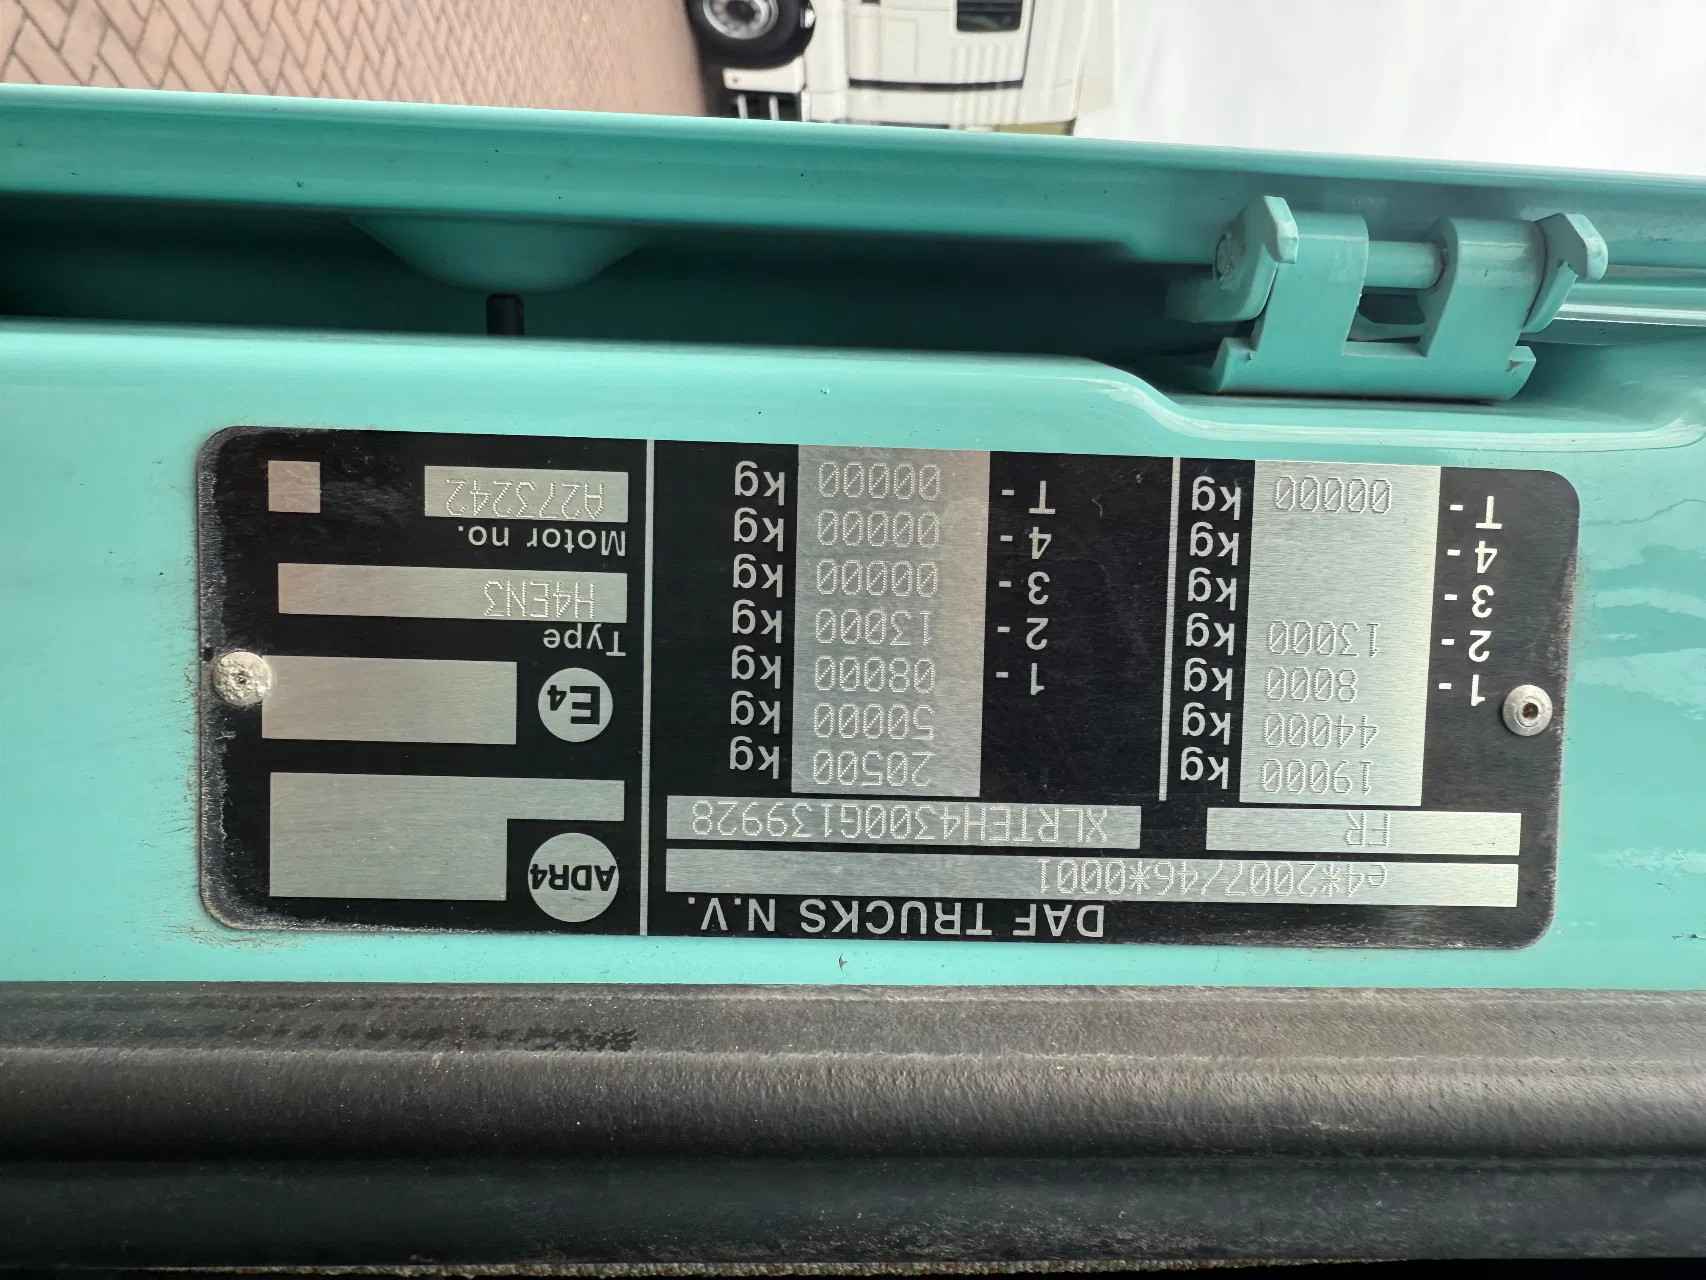 DAF TRUCKS N.V.
e4*2007/46*0001
FR XLRTEH4300G139928
19000 kg 20500 kg
44000 kg 50000 kg
1 - 8000 kg 1 - 08000 kg
2 - 13000 kg 2 - 13000 kg
3 - kg 3 - 00000 kg
4 - kg 4 - 00000 kg
T - 00000 kg T - 00000 kg
ADR4
E4
Type
H4EN3
Motor no.
A273242